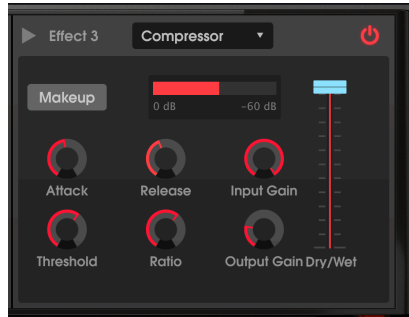 Effect 3 Compressor
Makeup
0 dB -60 dB
Attack Release Input Gain
Threshold Ratio Output Gain Dry/Wet